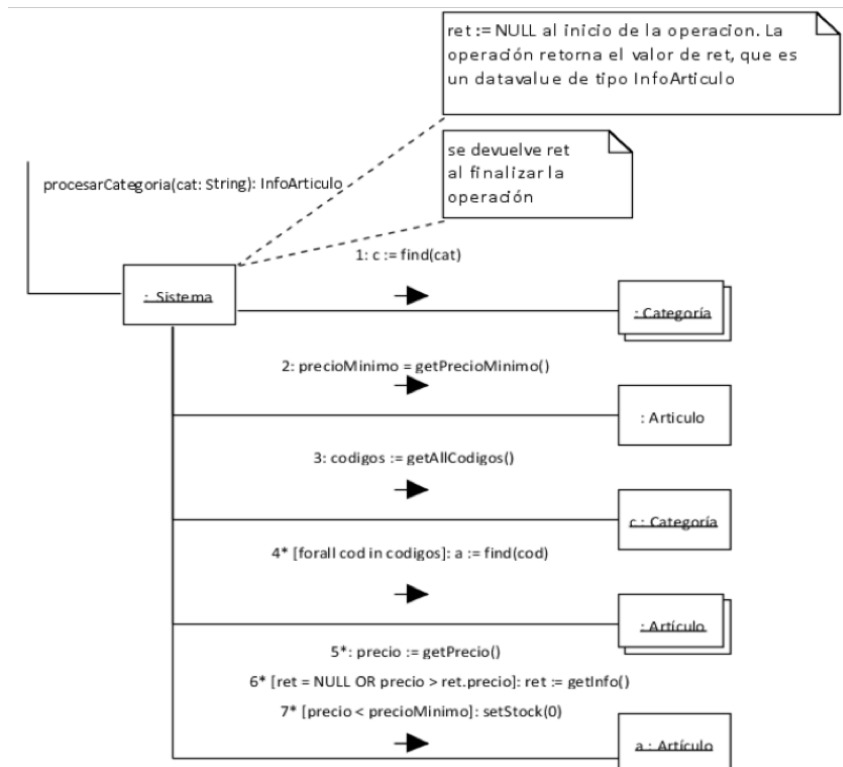 ret := NULL al inicio de la operacion. La
operación retorna el valor de ret, que es
un datavalue de tipo InfoArticulo
se devuelve ret
al finalizar la
operación
procesarCategoria(cat: String): InfoArticulo
1: c := find(cat)
: Sistema
: Categoría
2: precioMinimo = getPrecioMinimo()
: Articulo
3: codigos := getAllCodigos()
c : Categoría
4* [forall cod in codigos]: a := find(cod)
: Artículo
5*: precio := getPrecio()
6* [ret = NULL OR precio > ret.precio]: ret := getInfo()
7* [precio < precioMinimo]: setStock(0)
a : Artículo